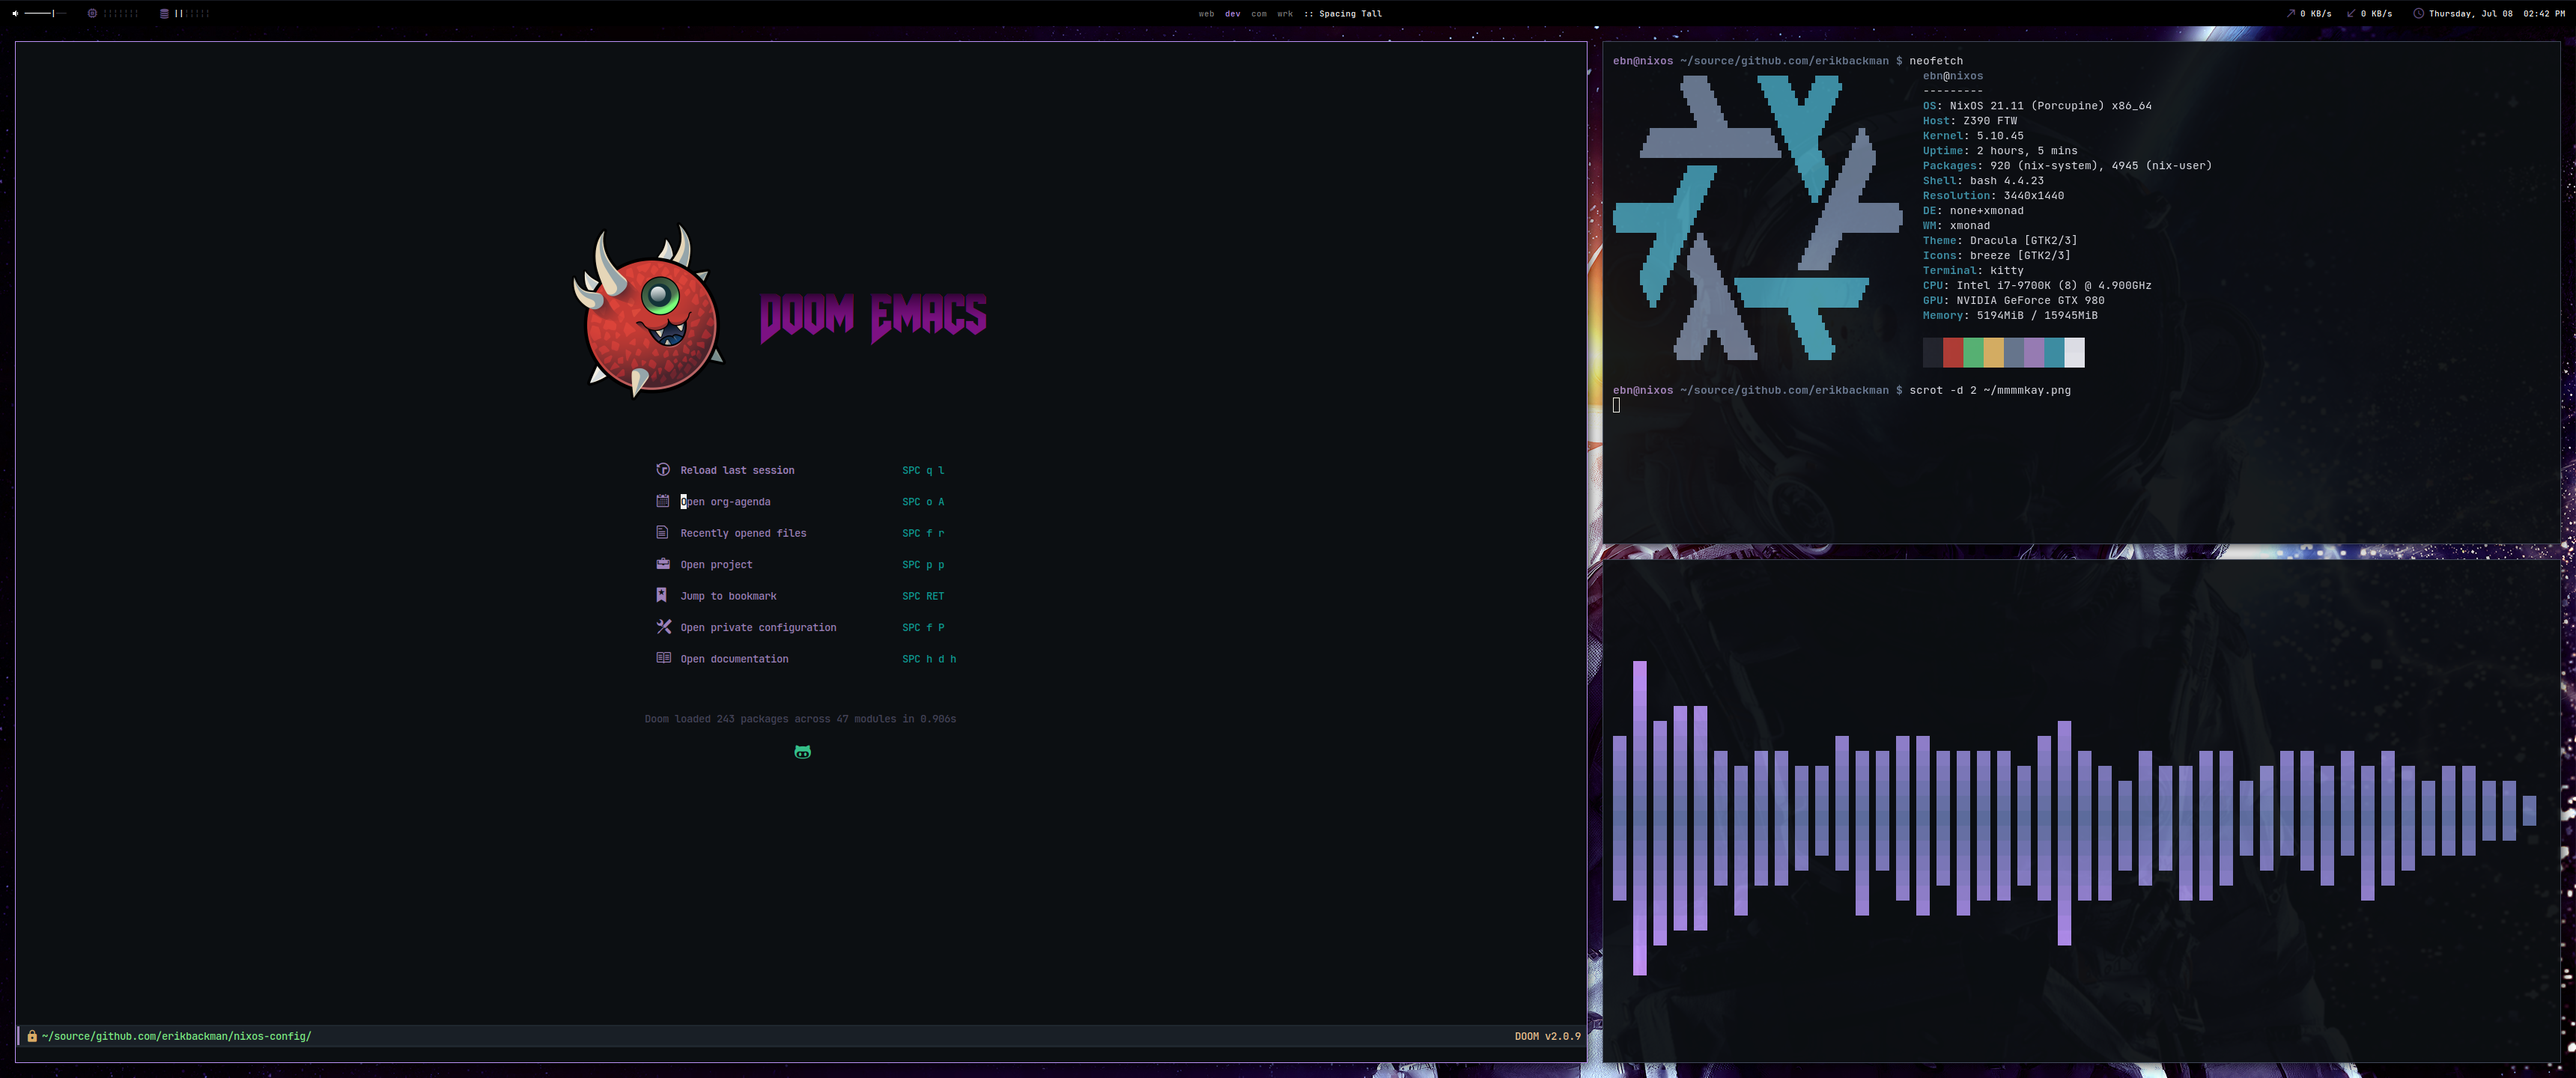 web dev com wrk :: Spacing Tall
0 KB/s 0 KB/s Thursday, Jul 08 02:42 PM
DOOM EMACS
Reload last session SPC q l
Open org-agenda SPC o A
Recently opened files SPC f r
Open project SPC p p
Jump to bookmark SPC RET
Open private configuration SPC f P
Open documentation SPC h d h
Doom loaded 243 packages across 47 modules in 0.906s
~/source/github.com/erikbackman/nixos-config/ DOOM v2.0.9
ebn@nixos ~/source/github.com/erikbackman $ neofetch
ebn@nixos
---------
OS: NixOS 21.11 (Porcupine) x86_64
Host: Z390 FTW
Kernel: 5.10.45
Uptime: 2 hours, 5 mins
Packages: 920 (nix-system), 4945 (nix-user)
Shell: bash 4.4.23
Resolution: 3440x1440
DE: none+xmonad
WM: xmonad
Theme: Dracula [GTK2/3]
Icons: breeze [GTK2/3]
Terminal: kitty
CPU: Intel i7-9700K (8) @ 4.900GHz
GPU: NVIDIA GeForce GTX 980
Memory: 5194MiB / 15945MiB
ebn@nixos ~/source/github.com/erikbackman $ scrot -d 2 ~/mmmmkay.png